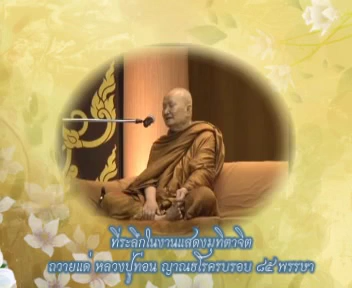 ที่ระลึกในงานแสดงมุทิตาจิต
ถวายแด่ หลวงปู่ท่อน ญาณธโรครบรอบ ๘๕ พรรษา